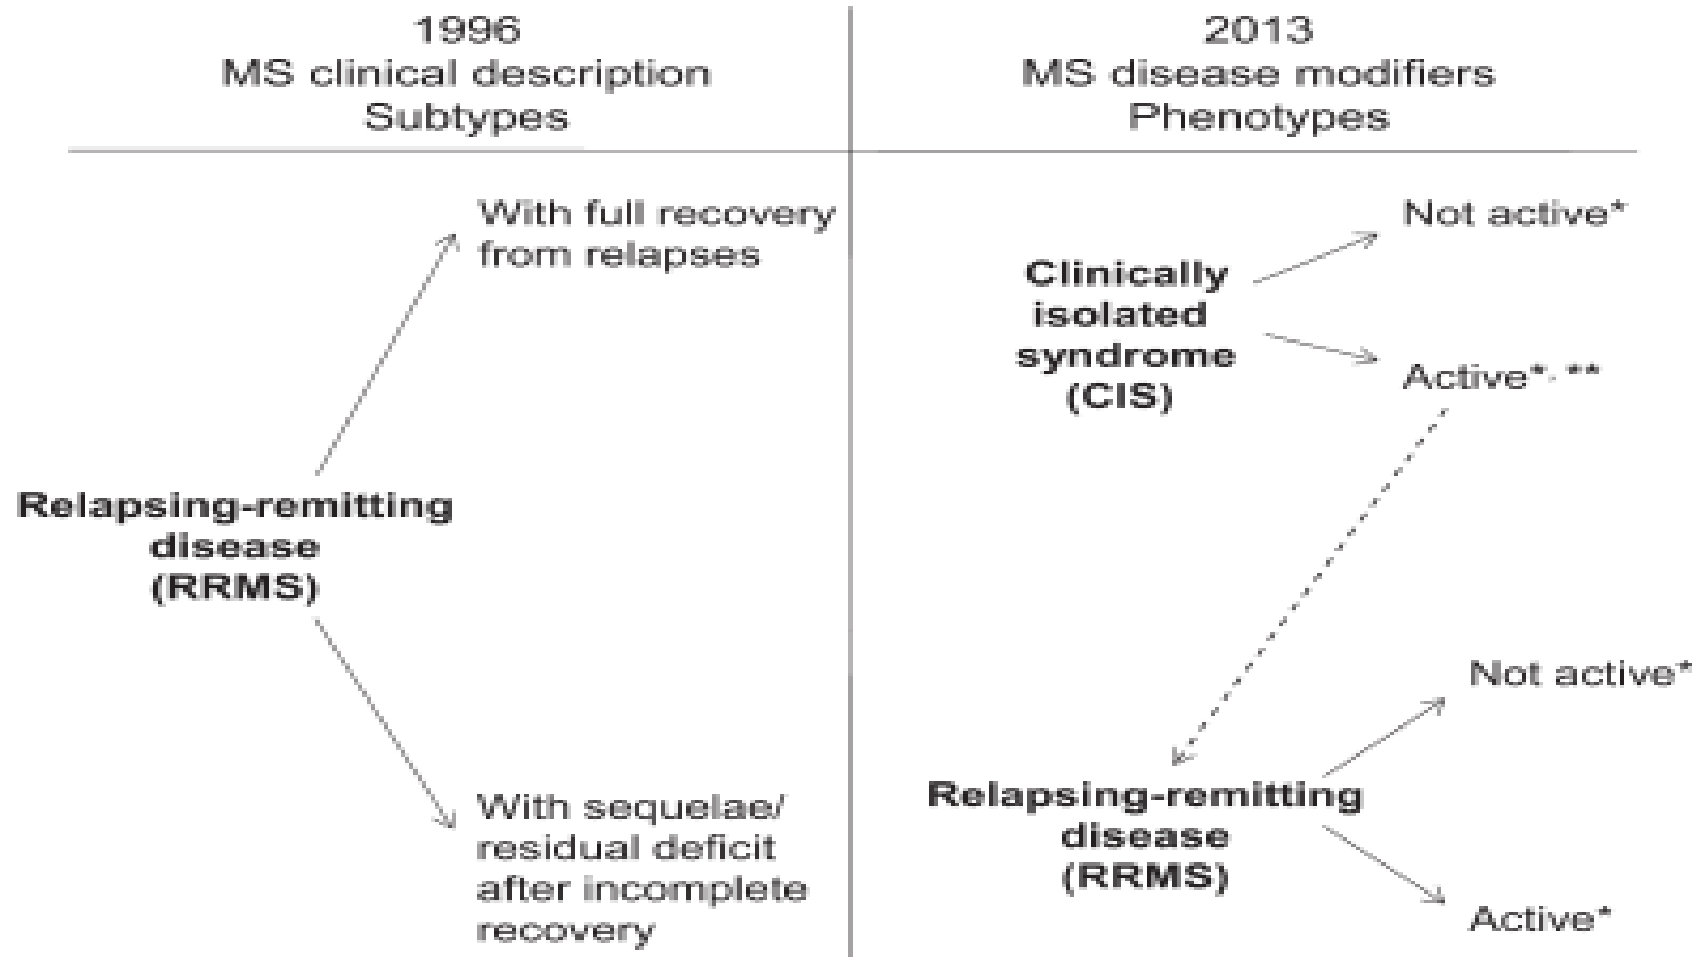 1996
MS clinical description
Subtypes
With full recovery
from relapses
Relapsing-remitting
disease
(RRMS)
With sequelae/
residual deficit
after incomplete
recovery
2013
MS disease modifiers
Phenotypes
Not active*
Clinically
isolated
syndrome
(CIS)
Active*, **
Not active*
Relapsing-remitting
disease
(RRMS)
Active*